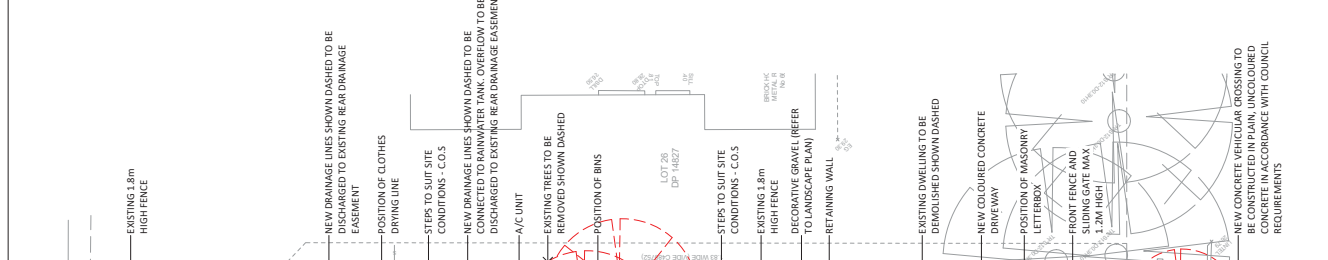 EXISTING 1.8m
HIGH FENCE
NEW DRAINAGE LINES SHOWN DASHED TO BE
DISCHARGED TO EXISTING REAR DRAINAGE
EASEMENT
POSITION OF CLOTHES
DRYING LINE
STEPS TO SUIT SITE
CONDITIONS - C.O.S
NEW DRAINAGE LINES SHOWN DASHED TO BE
CONNECTED TO RAINWATER TANK. OVERFLOW TO BE
DISCHARGED TO EXISTING REAR DRAINAGE EASEMEN
A/C UNIT
EXISTING TREES TO BE
REMOVED SHOWN DASHED
POSITION OF BINS
LOT 26
DP 14827
STEPS TO SUIT SITE
CONDITIONS - C.O.S
EXISTING 1.8m
HIGH FENCE
DECORATIVE GRAVEL (REFER
TO LANDSCAPE PLAN)
RETAINING WALL
BRICK HO
METAL R
No 6
EXISTING DWELLING TO BE
DEMOLISHED SHOWN DASHED
NEW COLOURED CONCRETE
DRIVEWAY
POSITION OF MASONRY
LETTERBOX
FRONT FENCE AND
SLIDING GATE MAX
1.2M HIGH
NEW CONCRETE VEHICULAR CROSSING TO
BE CONSTRUCTED IN PLAIN, UNCOLOURED
CONCRETE IN ACCORDANCE WITH COUNCIL
REQUIREMENTS